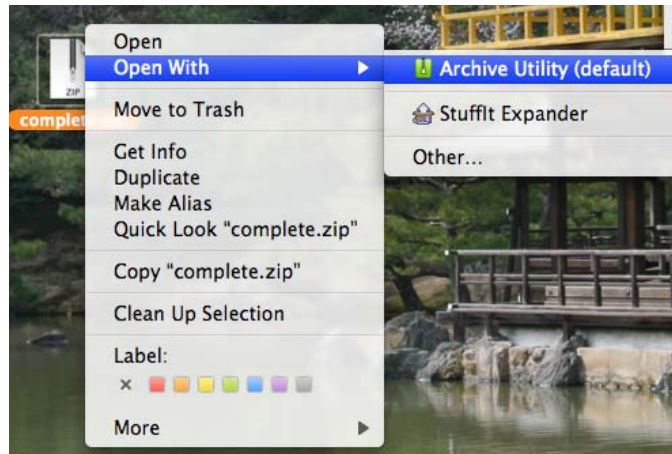 ZIP
complet
Open
Open With
Move to Trash
Get Info
Duplicate
Make Alias
Quick Look "complete.zip"
Copy "complete.zip"
Clean Up Selection
Label:
More
Archive Utility (default)
StuffIt Expander
Other...